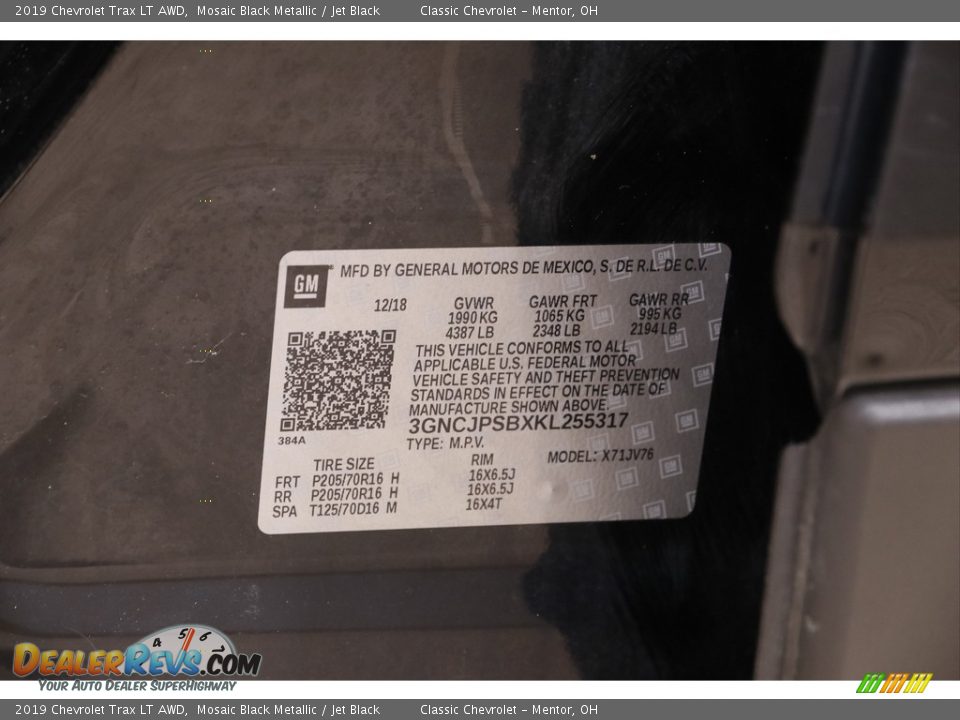 2019 Chevrolet Trax LT AWD,  Mosaic Black Metallic / Jet Black    Classic Chevrolet – Mentor, OH
GM MFD BY GENERAL MOTORS DE MEXICO, S. DE R.L. DE C.V.
12/18 GVWR GAWR FRT GAWR RR
1990 KG 1065 KG 995 KG
4387 LB 2348 LB 2194 LB
THIS VEHICLE CONFORMS TO ALL
APPLICABLE U.S. FEDERAL MOTOR
VEHICLE SAFETY AND THEFT PREVENTION
STANDARDS IN EFFECT ON THE DATE OF
MANUFACTURE SHOWN ABOVE.
3GNCJPSBXKL255317
384A
TYPE: M.P.V. MODEL: X71JV76
TIRE SIZE RIM
FRT P205/70R16 H 16X6.5J
RR P205/70R16 H 16X6.5J
SPA T125/70D16 M 16X4T
4 5 6
DealerRevs.com
Your Auto Dealer SuperHighway
2019 Chevrolet Trax LT AWD,  Mosaic Black Metallic / Jet Black    Classic Chevrolet – Mentor, OH